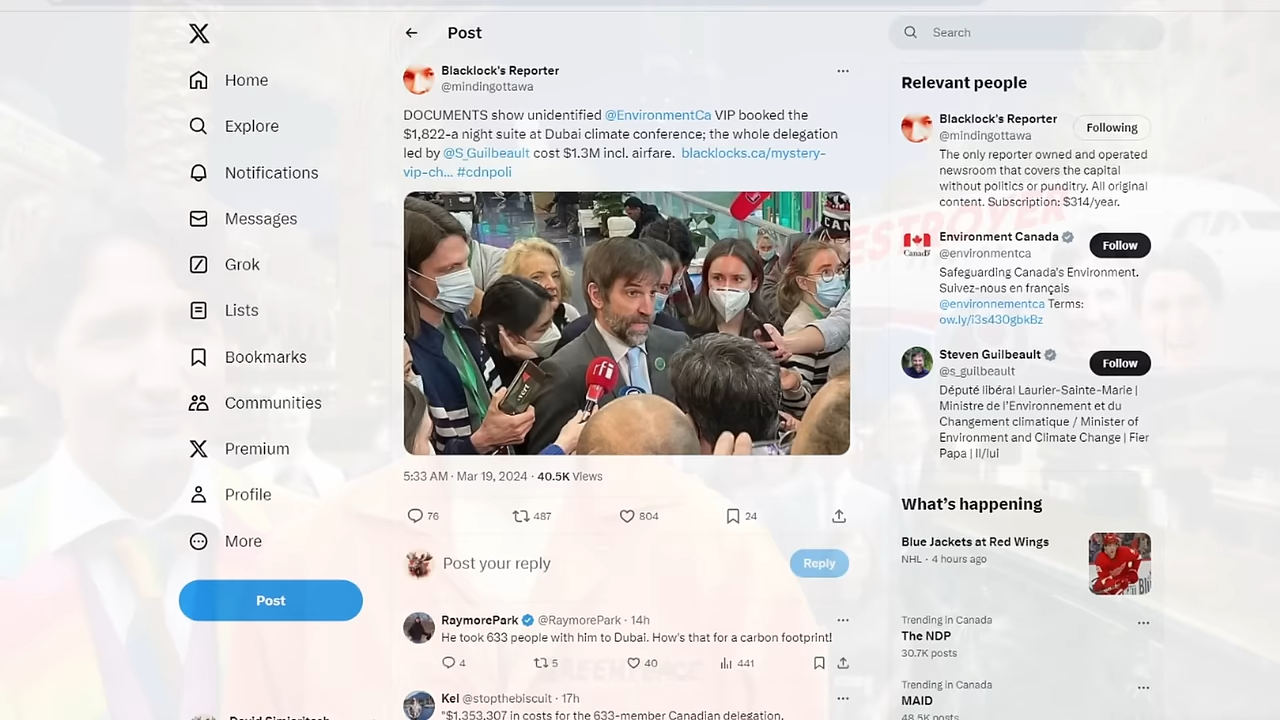 Home
Explore
Notifications
Messages
Grok
Lists
Bookmarks
Communities
Premium
Profile
More
Post
Post
Blacklock's Reporter
@mindingottawa
DOCUMENTS show unidentified @EnvironmentCa VIP booked the
$1,822-a night suite at Dubai climate conference; the whole delegation
led by @S_Guilbeault cost $1.3M incl. airfare. blacklocks.ca/mystery-
vip-ch... #cdnpoli
rfi
CAN
5:33 AM · Mar 19, 2024 · 40.5K Views
76 487 804 24
Post your reply
Reply
RaymorePark @RaymorePark · 14h
He took 633 people with him to Dubai. How's that for a carbon footprint!
4 5 40 441
Kel @stopthebiscuit · 17h
"$1,353,307 in costs for the 633-member Canadian delegation,
Search
Relevant people
Blacklock's Reporter
@mindingottawa
Following
The only reporter owned and operated
newsroom that covers the capital
without politics or punditry. All original
content. Subscription: $314/year.
Canada
Environment Canada
@environmentca
Follow
Safeguarding Canada's Environment.
Suivez-nous en français
@environnementca Terms:
ow.ly/i3s430gbkBz
Steven Guilbeault
@s_guilbeault
Follow
Député libéral Laurier-Sainte-Marie |
Ministre de l'Environnement et du
Changement climatique / Minister of
Environment and Climate Change | Fier
Papa | Il/lui
What's happening
Blue Jackets at Red Wings
NHL · 4 hours ago
Trending in Canada
The NDP
30.7K posts
Trending in Canada
MAID
48.5K posts